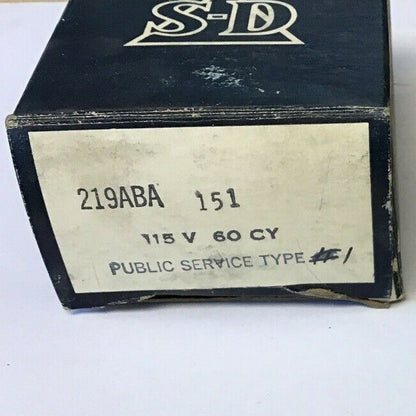 S-D
219ABA 151
115 V 60 CY
PUBLIC SERVICE TYPE #1